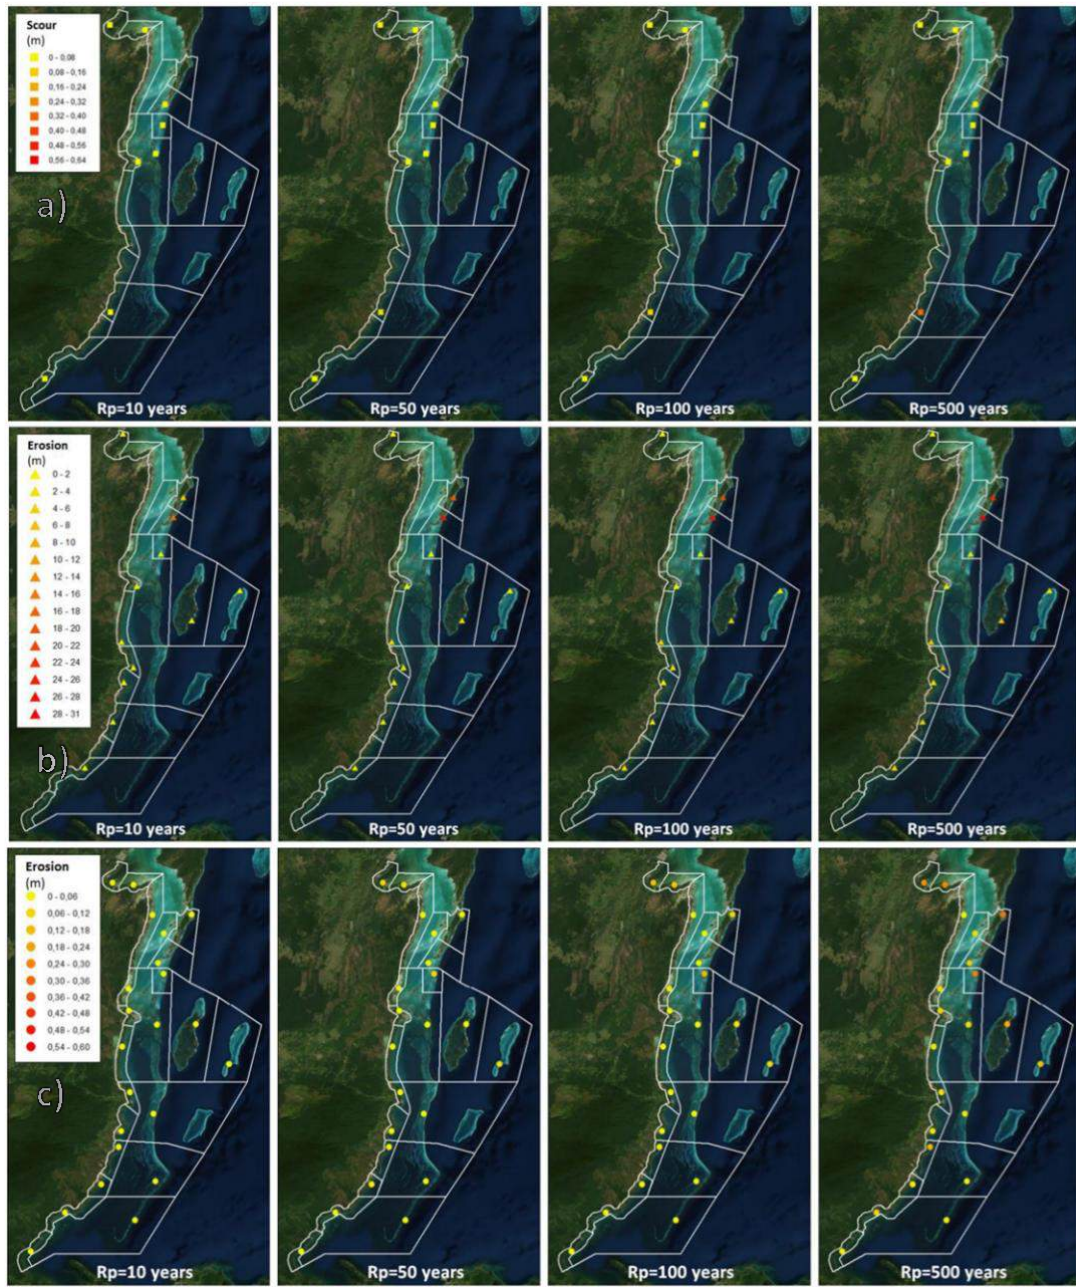 Scour
(m)
0 - 0,08
0,08 - 0,16
0,16 - 0,24
0,24 - 0,32
0,32 - 0,40
0,40 - 0,48
0,48 - 0,56
0,56 - 0,64
a)
Rp=10 years
Rp=50 years
Rp=100 years
Rp=500 years
Erosion
(m)
0 - 2
2 - 4
4 - 6
6 - 8
8 - 10
10 - 12
12 - 14
14 - 16
16 - 18
18 - 20
20 - 22
22 - 24
24 - 26
26 - 28
28 - 31
b)
Rp=10 years
Rp=50 years
Rp=100 years
Rp=500 years
Erosion
(m)
0 - 0,06
0,06 - 0,12
0,12 - 0,18
0,18 - 0,24
0,24 - 0,30
0,30 - 0,36
0,36 - 0,42
0,42 - 0,48
0,48 - 0,54
0,54 - 0,60
c)
Rp=10 years
Rp=50 years
Rp=100 years
Rp=500 years